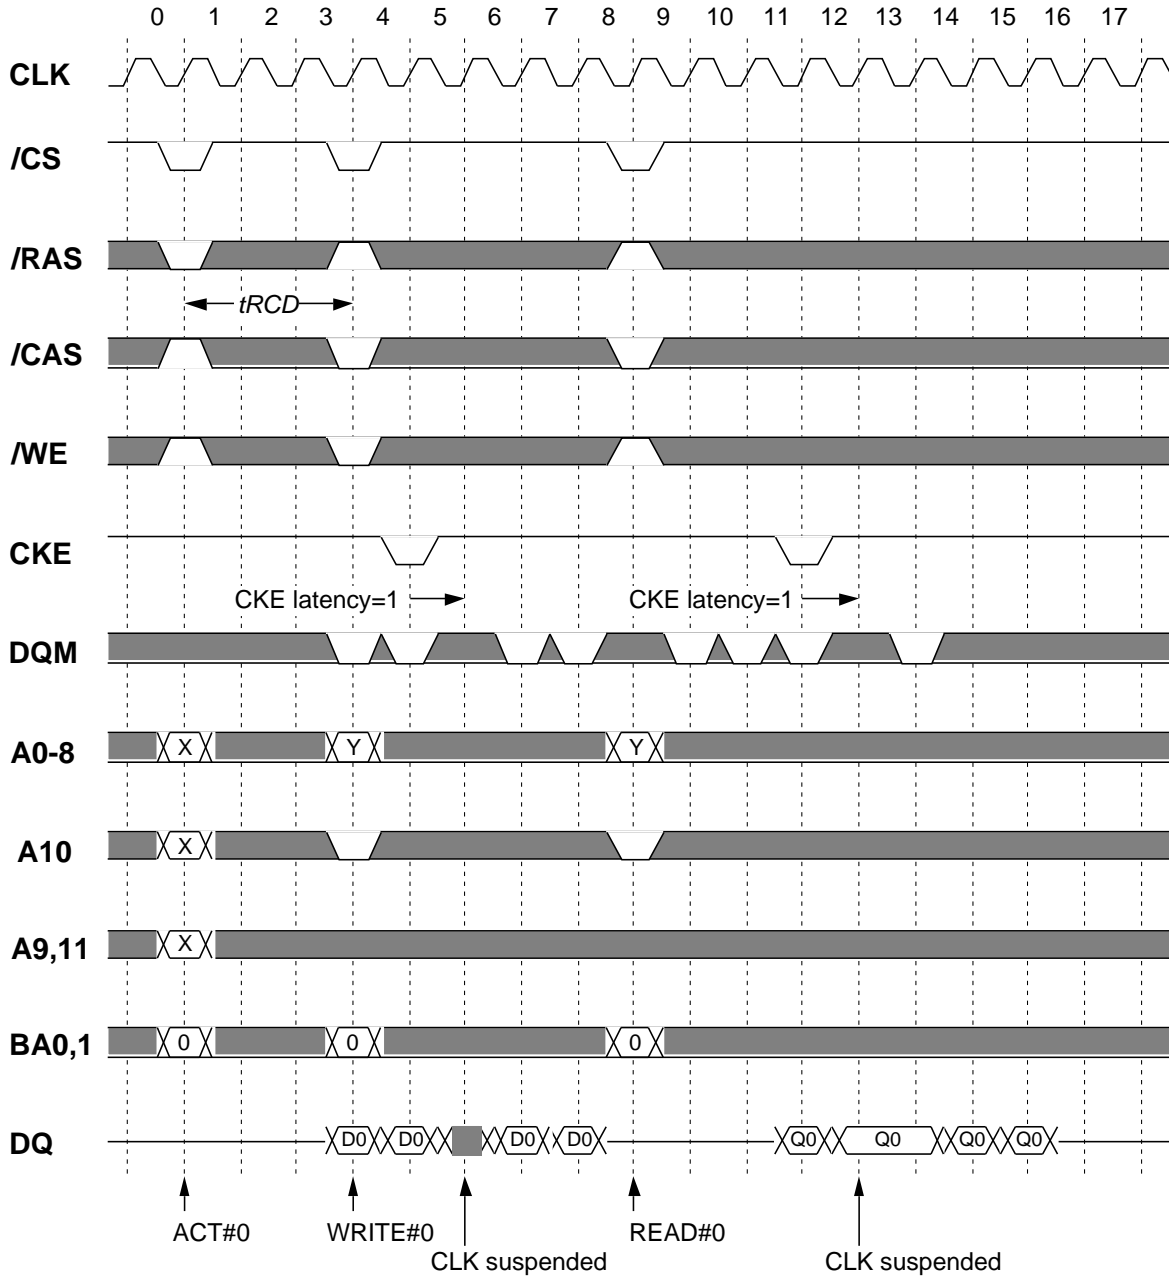 0 1 2 3 4 5 6 7 8 9 10 11 12 13 14 15 16 17
CLK
/CS
/RAS
tRCD
/CAS
/WE
CKE
CKE latency=1 CKE latency=1
DQM
A0-8 X Y Y
A10 X
A9,11 X
BA0,1 0 0 0
DQ D0 D0 D0 D0 Q0 Q0 Q0 Q0
ACT#0 WRITE#0 READ#0
CLK suspended CLK suspended